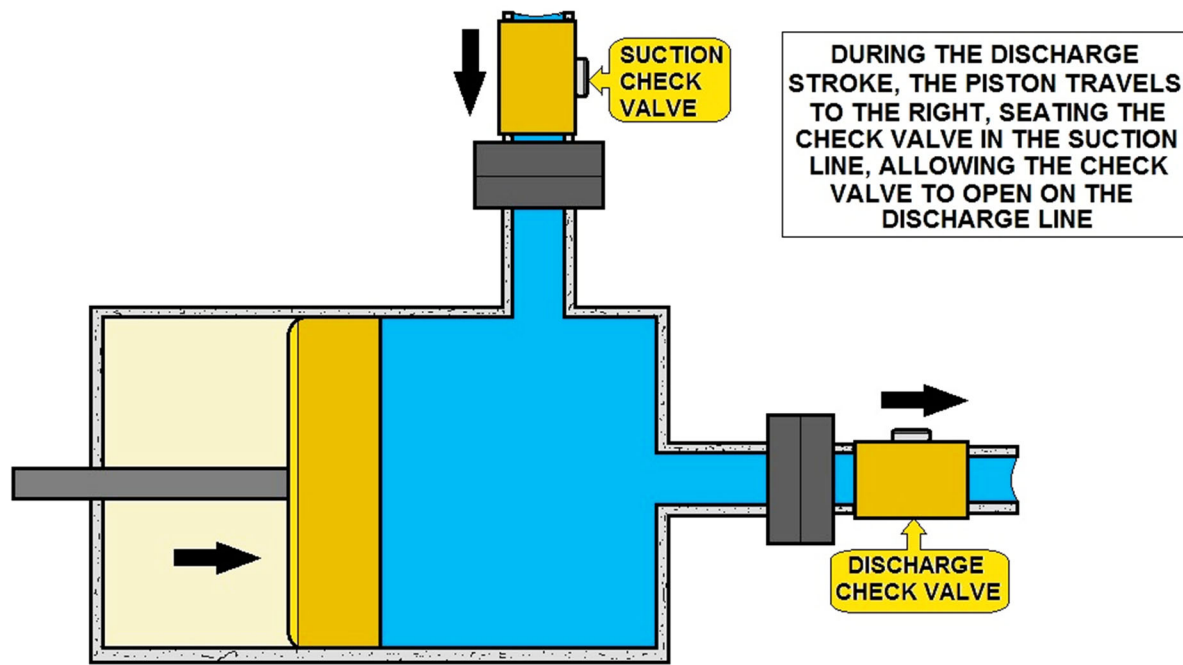 SUCTION
CHECK
VALVE
DURING THE DISCHARGE
STROKE, THE PISTON TRAVELS
TO THE RIGHT, SEATING THE
CHECK VALVE IN THE SUCTION
LINE, ALLOWING THE CHECK
VALVE TO OPEN ON THE
DISCHARGE LINE
DISCHARGE
CHECK VALVE